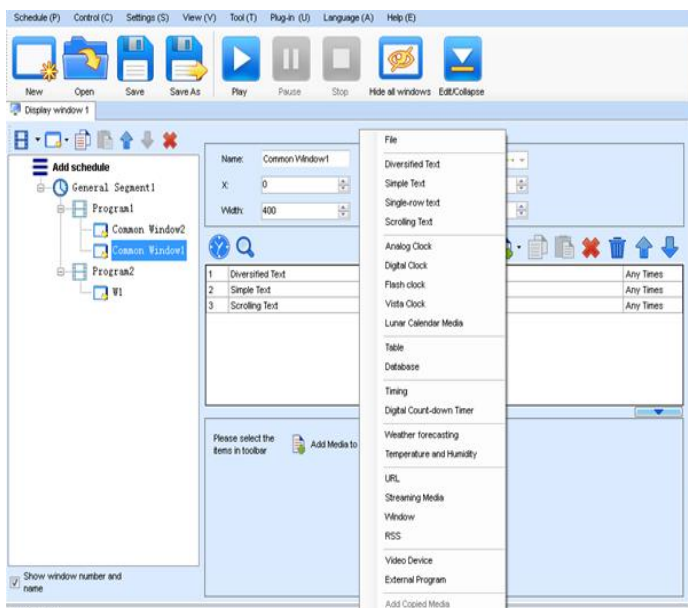 Schedule (P) Control (C) Settings (S) View (V) Tool (T) Plug-in (U) Language (A) Help (E)
New Open Save Save As Play Pause Stop Hide all windows Edit/Collapse
Display window 1
Add schedule
General Segment1
Program1
Common Window2
Common Window1
Program2
W1
Show window number and
name
Name: Common Window1
X: 0
Width: 400
1 Diversified Text Any Times
2 Simple Text Any Times
3 Scrolling Text Any Times
Please select the
items in toolbar
Add Media to
File
Diversified Text
Simple Text
Single-row text
Scrolling Text
Analog Clock
Digital Clock
Flash clock
Vista Clock
Lunar Calendar Media
Table
Database
Timing
Digital Count-down Timer
Weather forecasting
Temperature and Humidity
URL
Streaming Media
Window
RSS
Video Device
External Program
Add Copied Media